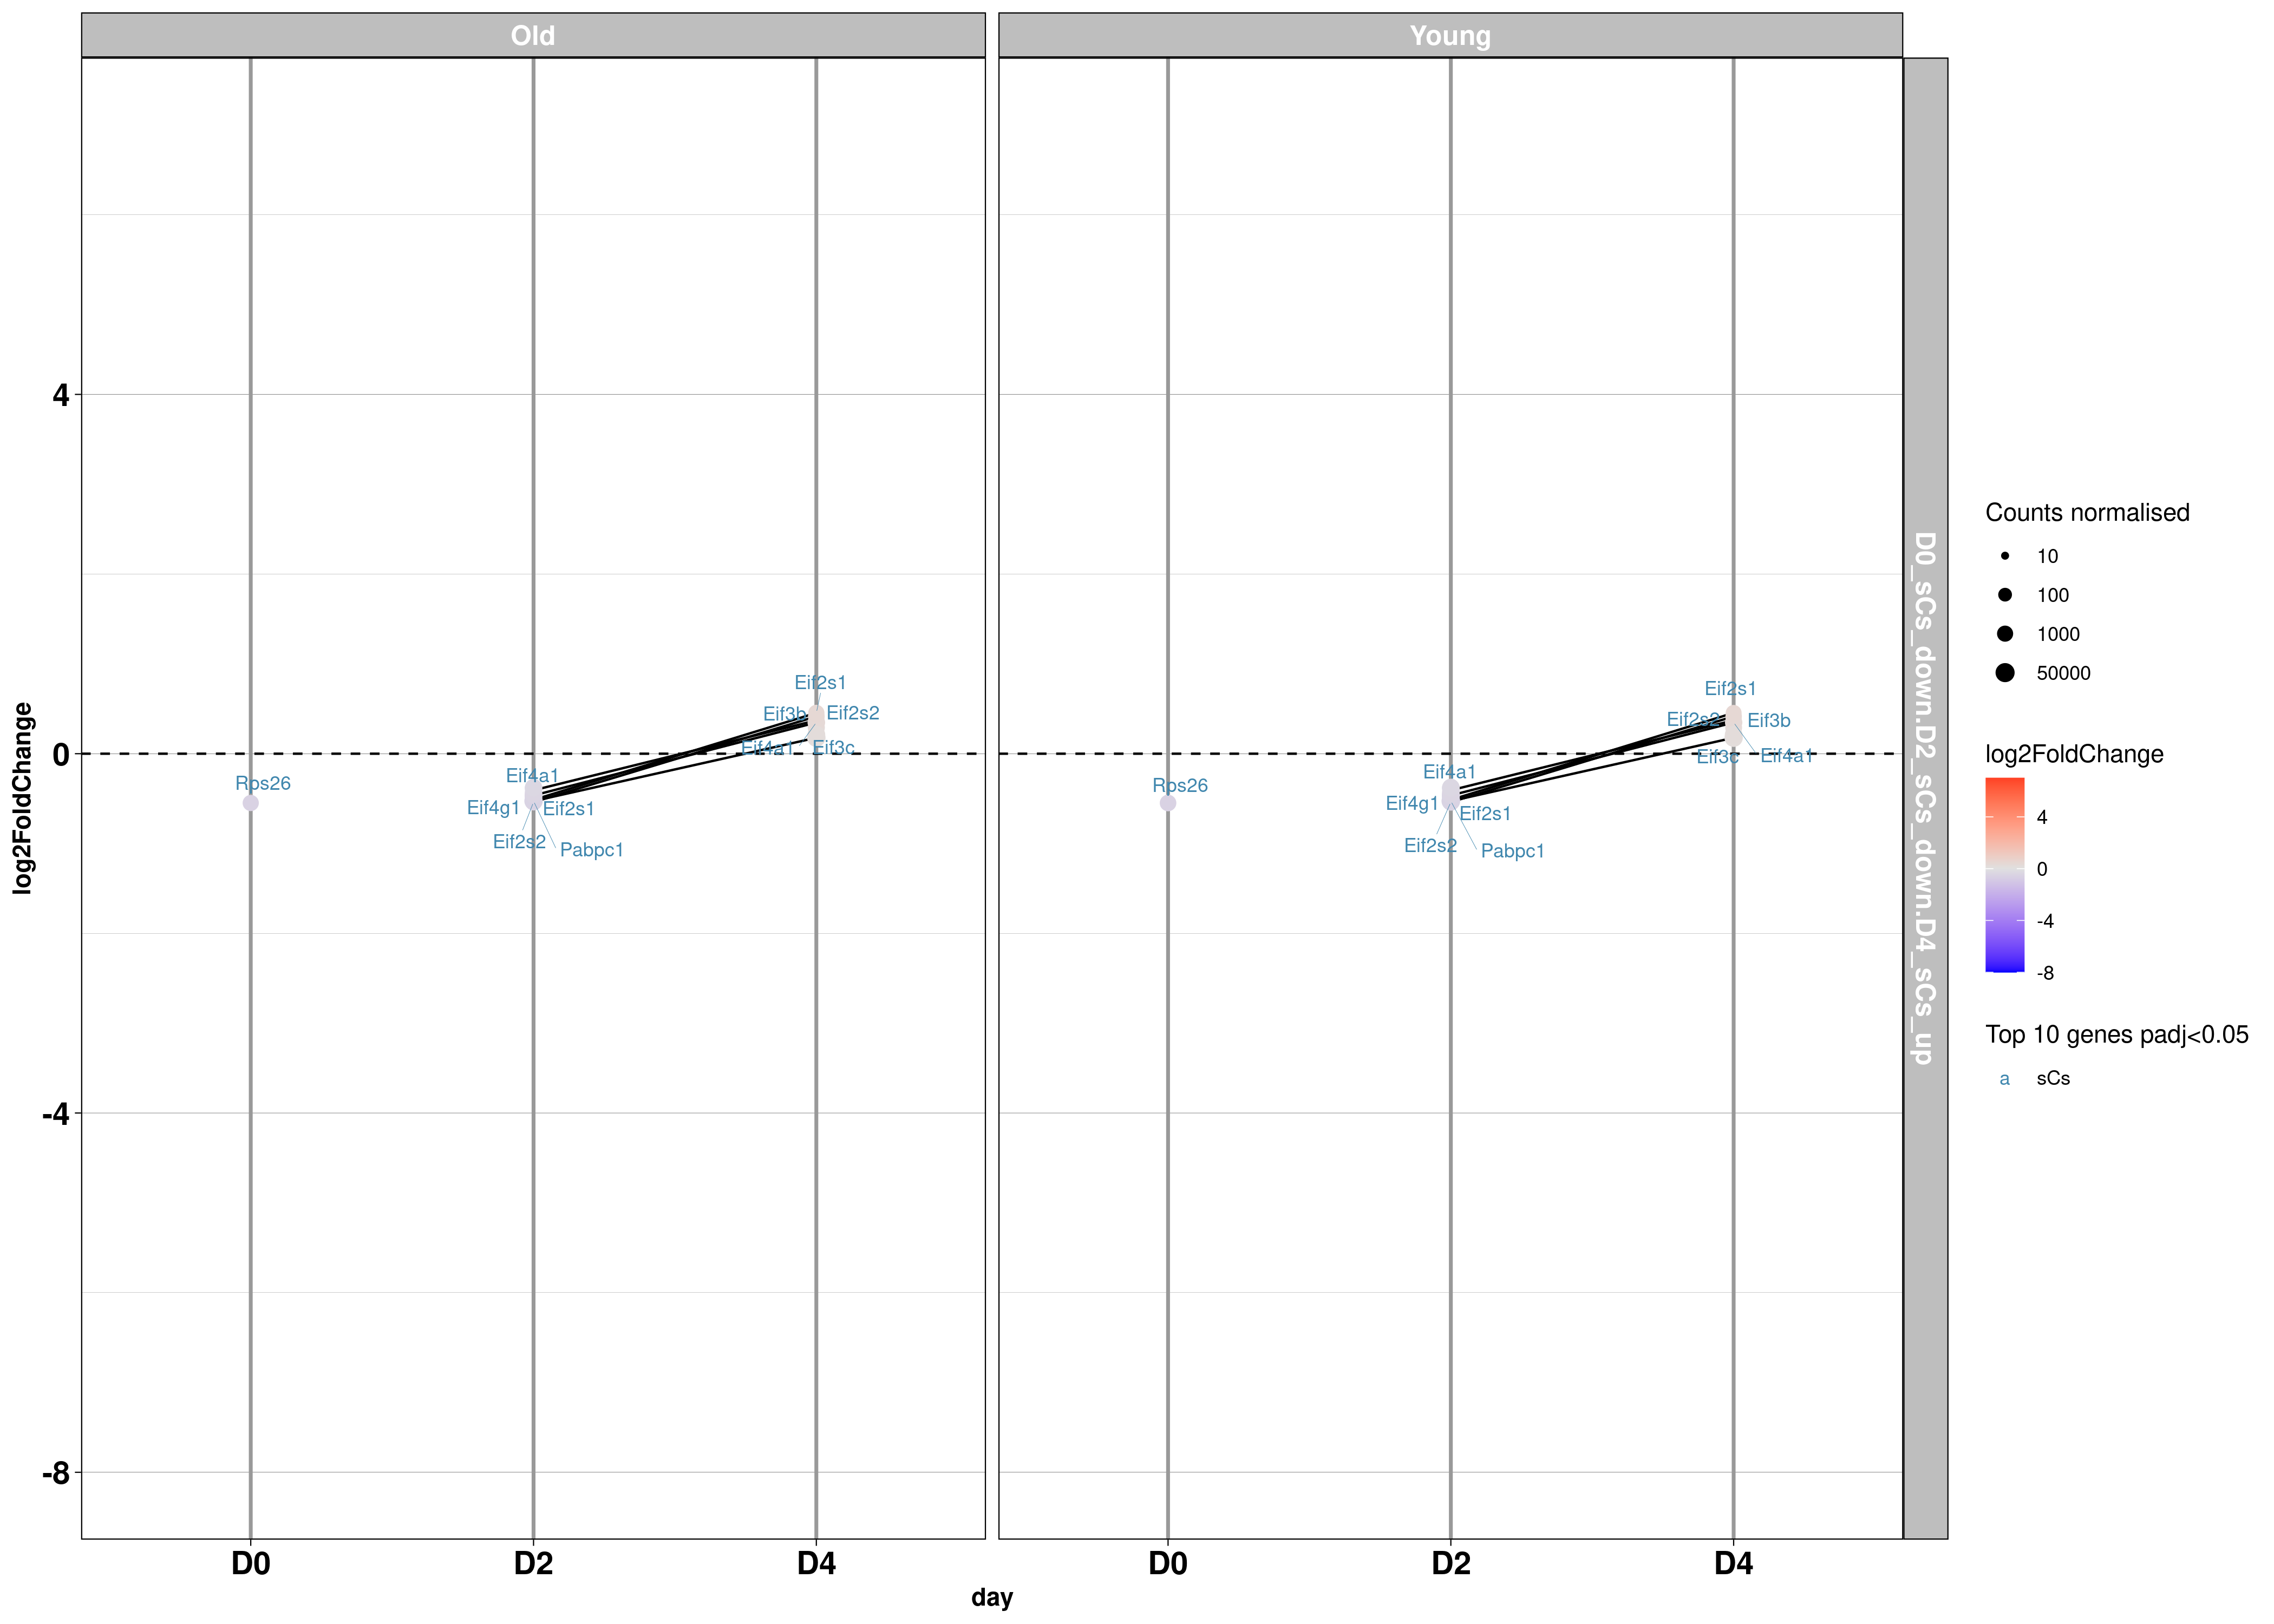 Old
Young
4
0
-4
-8
log2FoldChange
Rps26
Eif4a1
Eif4g1
Eif2s1
Eif2s2
Pabpc1
Eif2s1
Eif3b
Eif2s2
Eif4a1
Eif3c
Rps26
Eif4a1
Eif4g1
Eif2s1
Eif2s2
Pabpc1
Eif2s1
Eif2s2
Eif3b
Eif3c
Eif4a1
D0_sCs_down.D2_sCs_down.D4_sCs_up
D0
D2
D4
D0
D2
D4
day
Counts normalised
10
100
1000
50000
log2FoldChange
4
0
-4
-8
Top 10 genes padj<0.05
a sCs